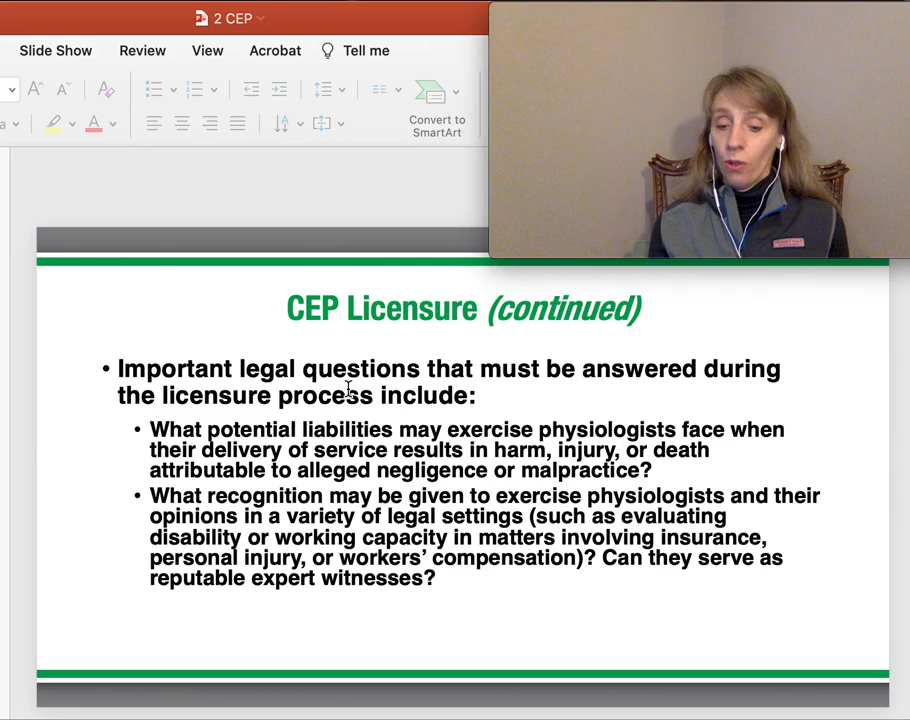 2 CEP
Slide Show Review View Acrobat Tell me
Convert to
SmartArt
CEP Licensure (continued)
• Important legal questions that must be answered during
the licensure process include:
• What potential liabilities may exercise physiologists face when
their delivery of service results in harm, injury, or death
attributable to alleged negligence or malpractice?
• What recognition may be given to exercise physiologists and their
opinions in a variety of legal settings (such as evaluating
disability or working capacity in matters involving insurance,
personal injury, or workers’ compensation)? Can they serve as
reputable expert witnesses?